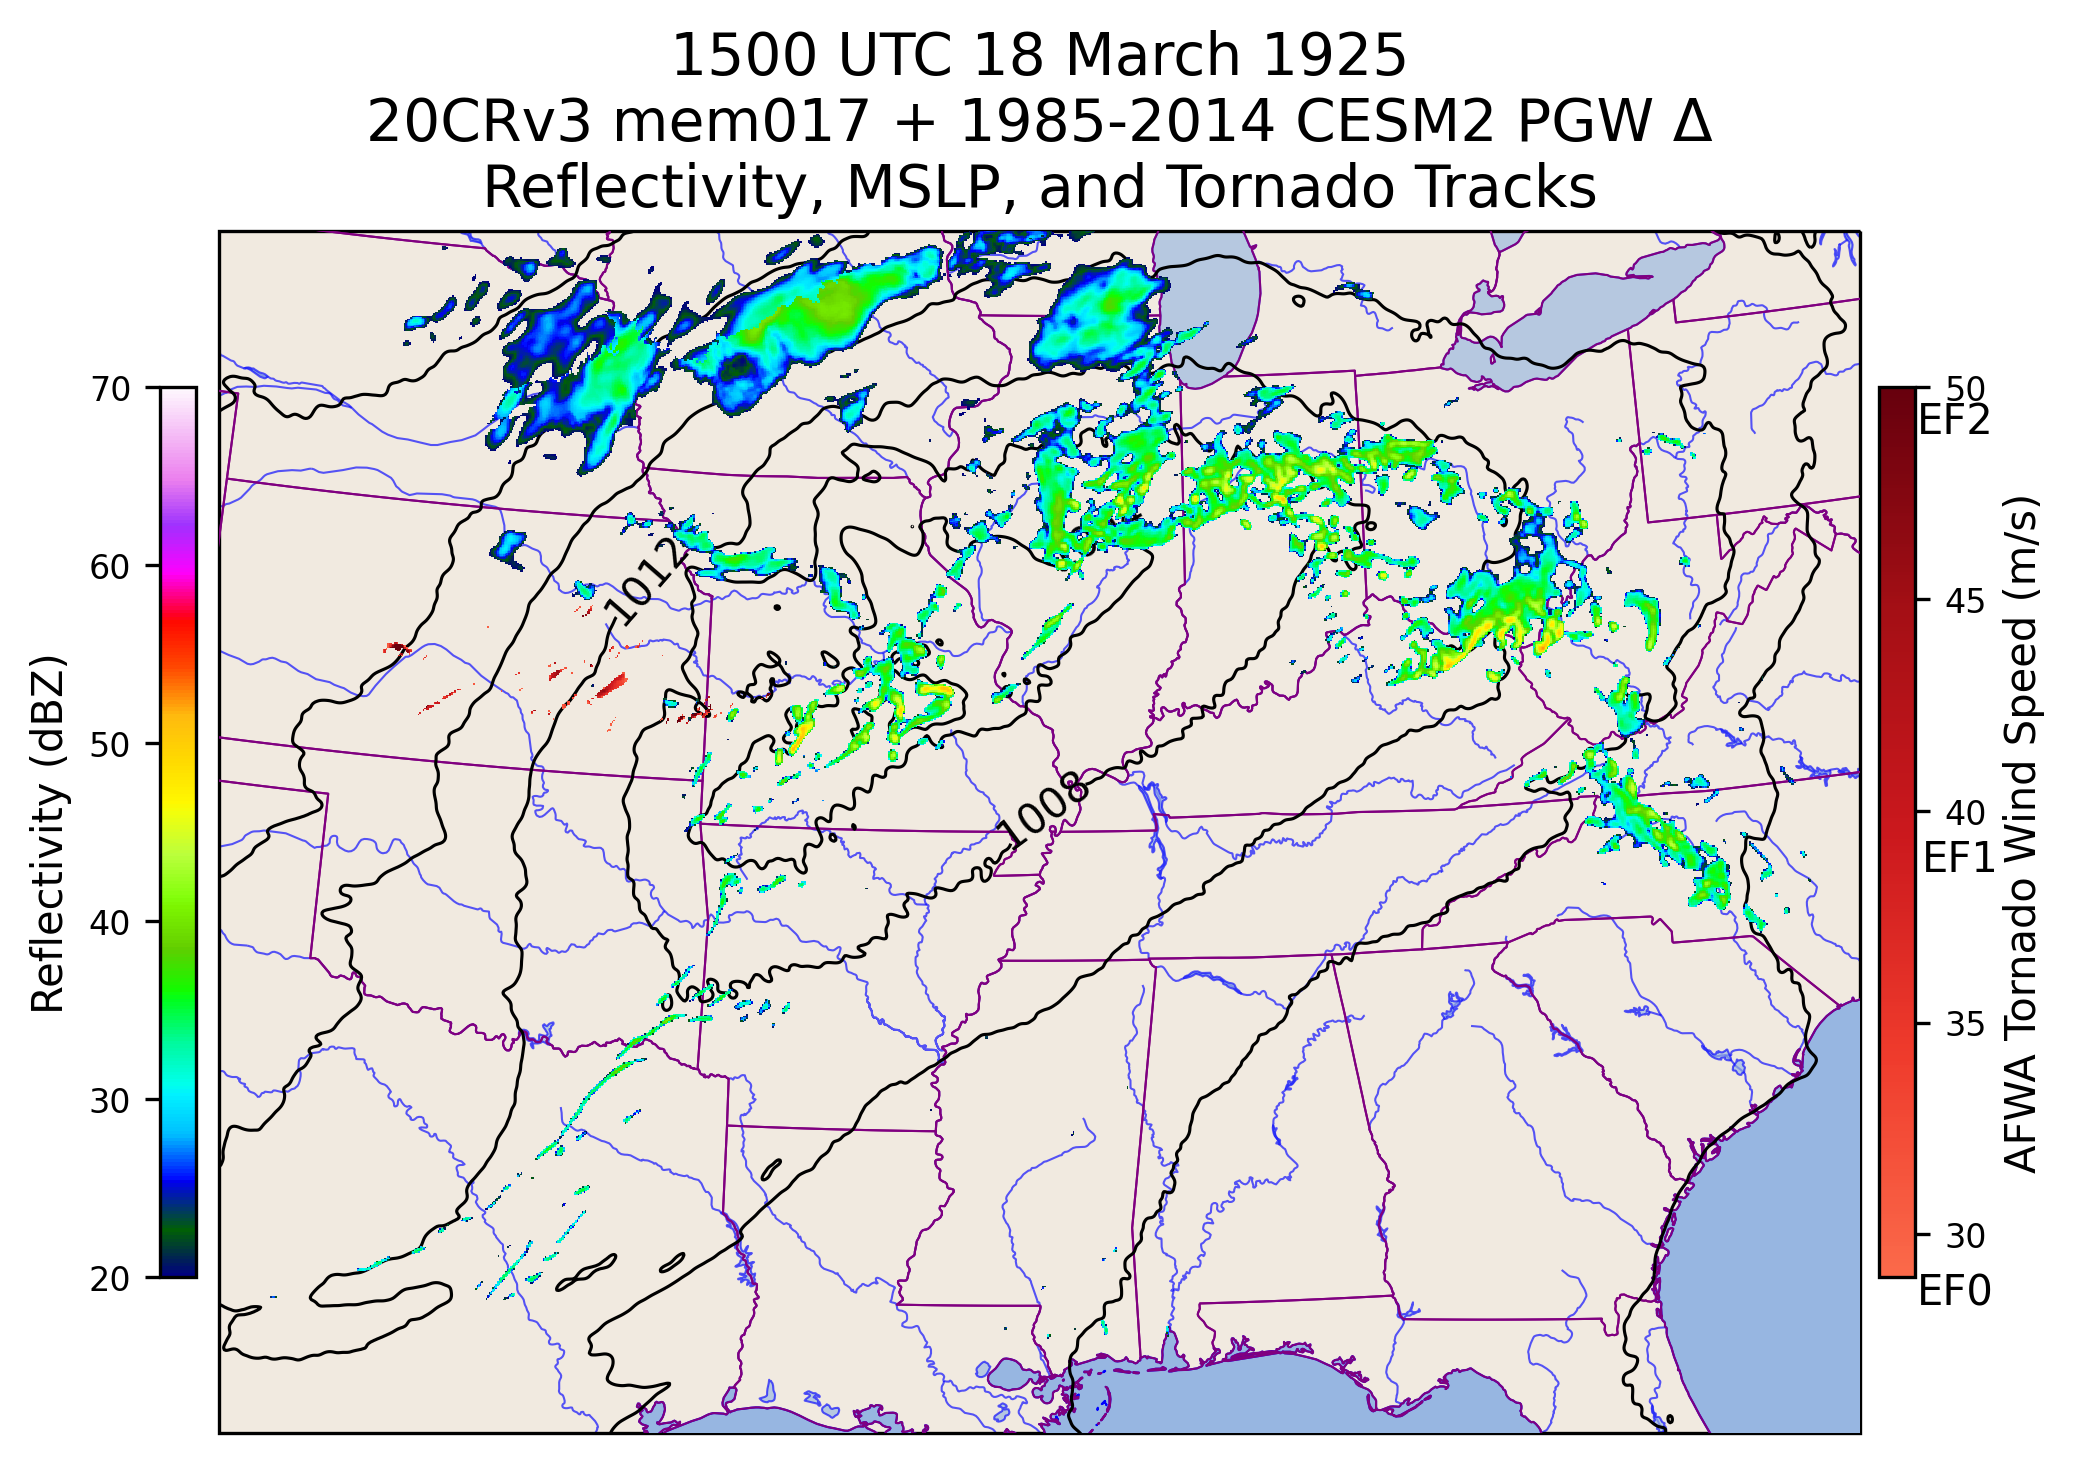 1500 UTC 18 March 1925
20CRv3 mem017 + 1985-2014 CESM2 PGW Δ
Reflectivity, MSLP, and Tornado Tracks
70
60
50
40
30
20
Reflectivity (dBZ)
1012
1008
50
EF2
45
40
EF1
35
30
EF0
AFWA Tornado Wind Speed (m/s)